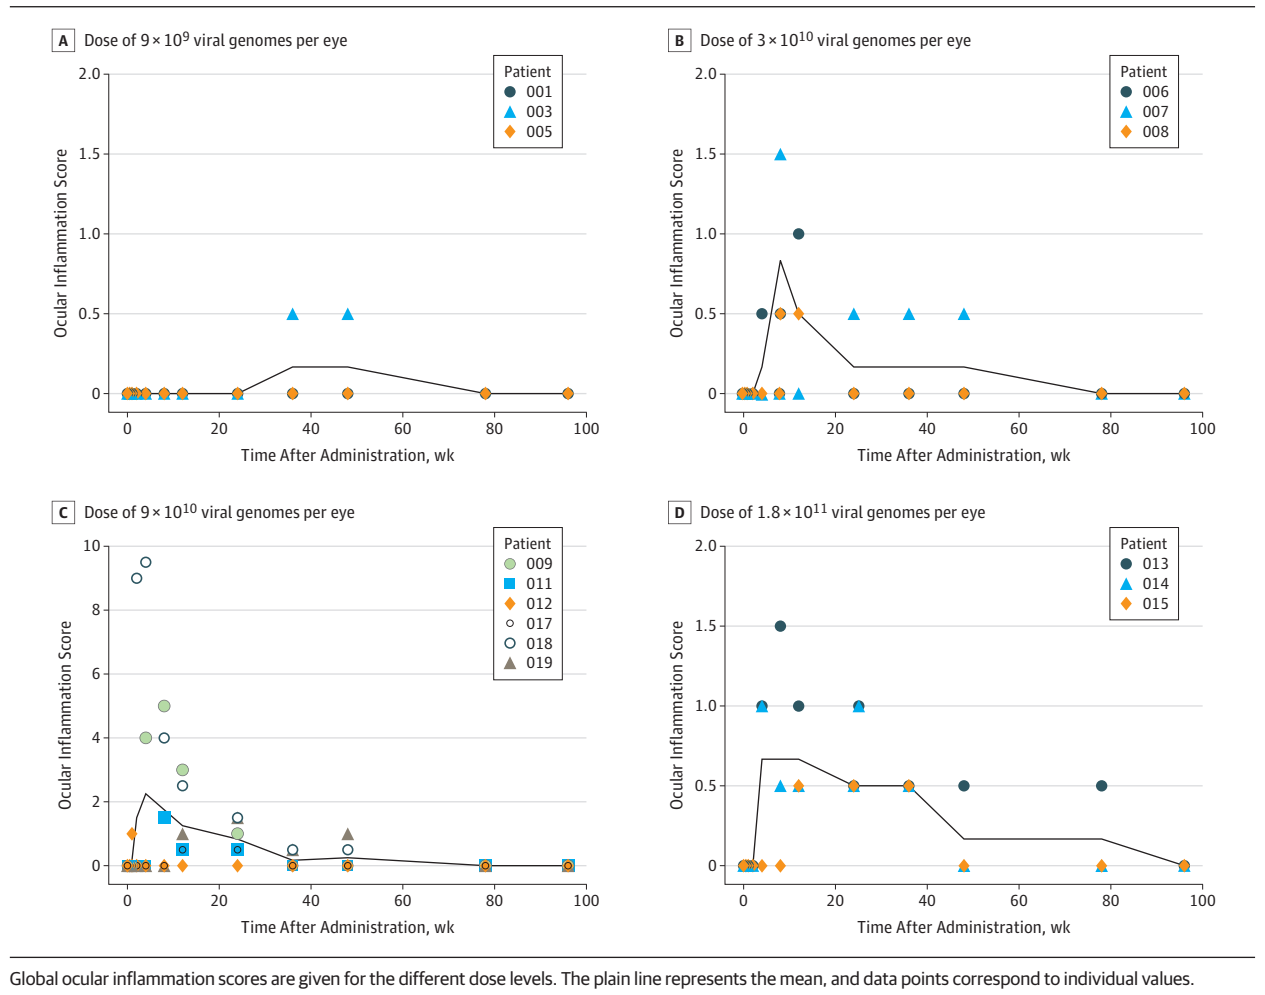 A Dose of 9 × 10⁹ viral genomes per eye
Ocular Inflammation Score
2.0
1.5
1.0
0.5
0
0 20 40 60 80 100
Time After Administration, wk
Patient
001
003
005
B Dose of 3 × 10¹⁰ viral genomes per eye
Ocular Inflammation Score
2.0
1.5
1.0
0.5
0
0 20 40 60 80 100
Time After Administration, wk
Patient
006
007
008
C Dose of 9 × 10¹⁰ viral genomes per eye
Ocular Inflammation Score
10
8
6
4
2
0
0 20 40 60 80 100
Time After Administration, wk
Patient
009
011
012
017
018
019
D Dose of 1.8 × 10¹¹ viral genomes per eye
Ocular Inflammation Score
2.0
1.5
1.0
0.5
0
0 20 40 60 80 100
Time After Administration, wk
Patient
013
014
015
Global ocular inflammation scores are given for the different dose levels. The plain line represents the mean, and data points correspond to individual values.